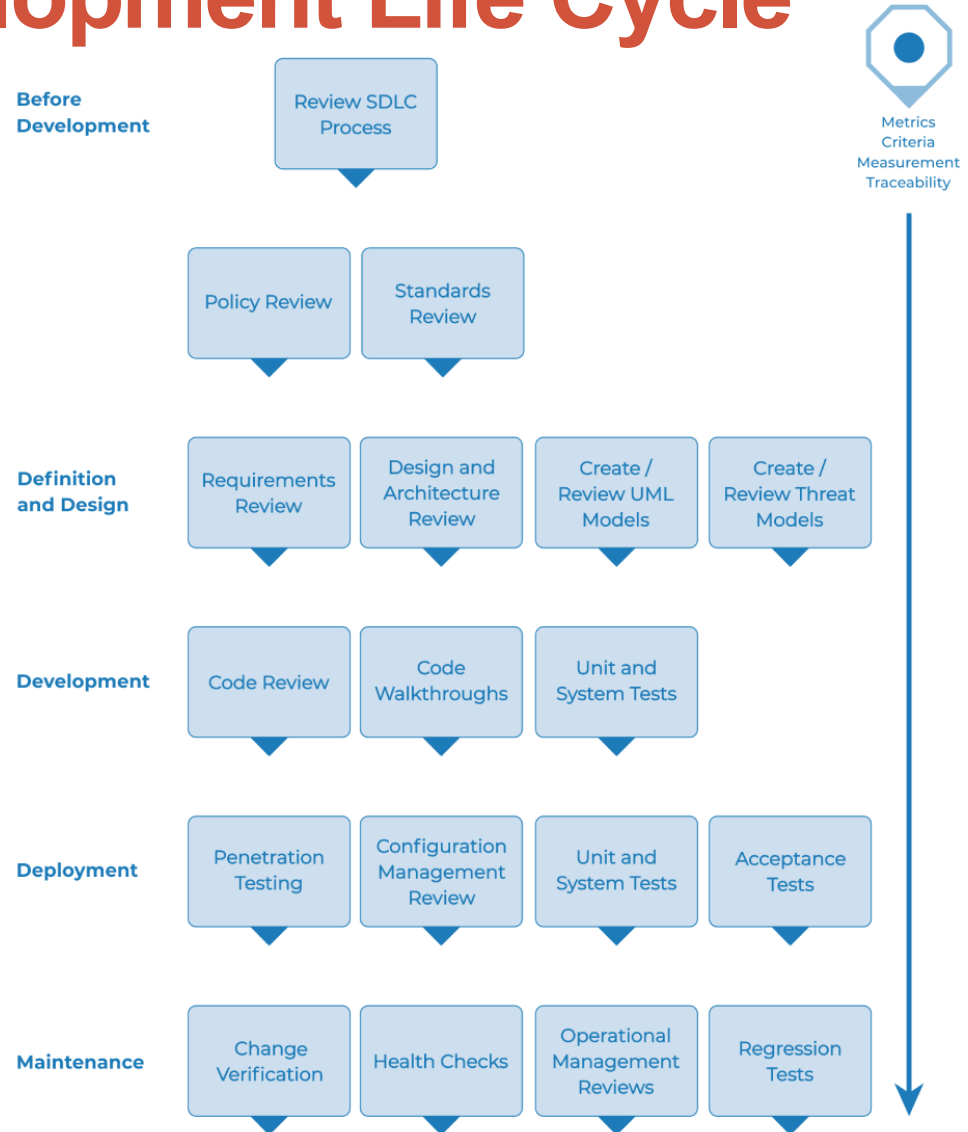 lopment Life Cycle
Metrics
Criteria
Measurement
Traceability
Before
Development
Review SDLC
Process
Policy Review
Standards
Review
Definition
and Design
Requirements
Review
Design and
Architecture
Review
Create /
Review UML
Models
Create /
Review Threat
Models
Development
Code Review
Code
Walkthroughs
Unit and
System Tests
Deployment
Penetration
Testing
Configuration
Management
Review
Unit and
System Tests
Acceptance
Tests
Maintenance
Change
Verification
Health Checks
Operational
Management
Reviews
Regression
Tests